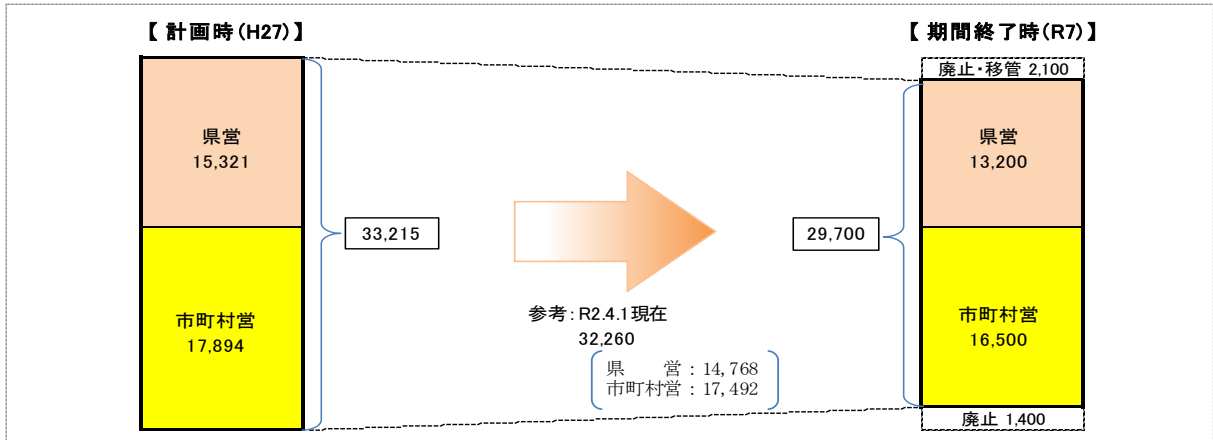 【 計画時(H27)】
県営
15,321
市町村営
17,894
33,215
参考：R2.4.1現在
32,260
県　　営：14,768
市町村営：17,492
【 期間終了時(R7)】
廃止・移管 2,100
県営
13,200
29,700
市町村営
16,500
廃止 1,400